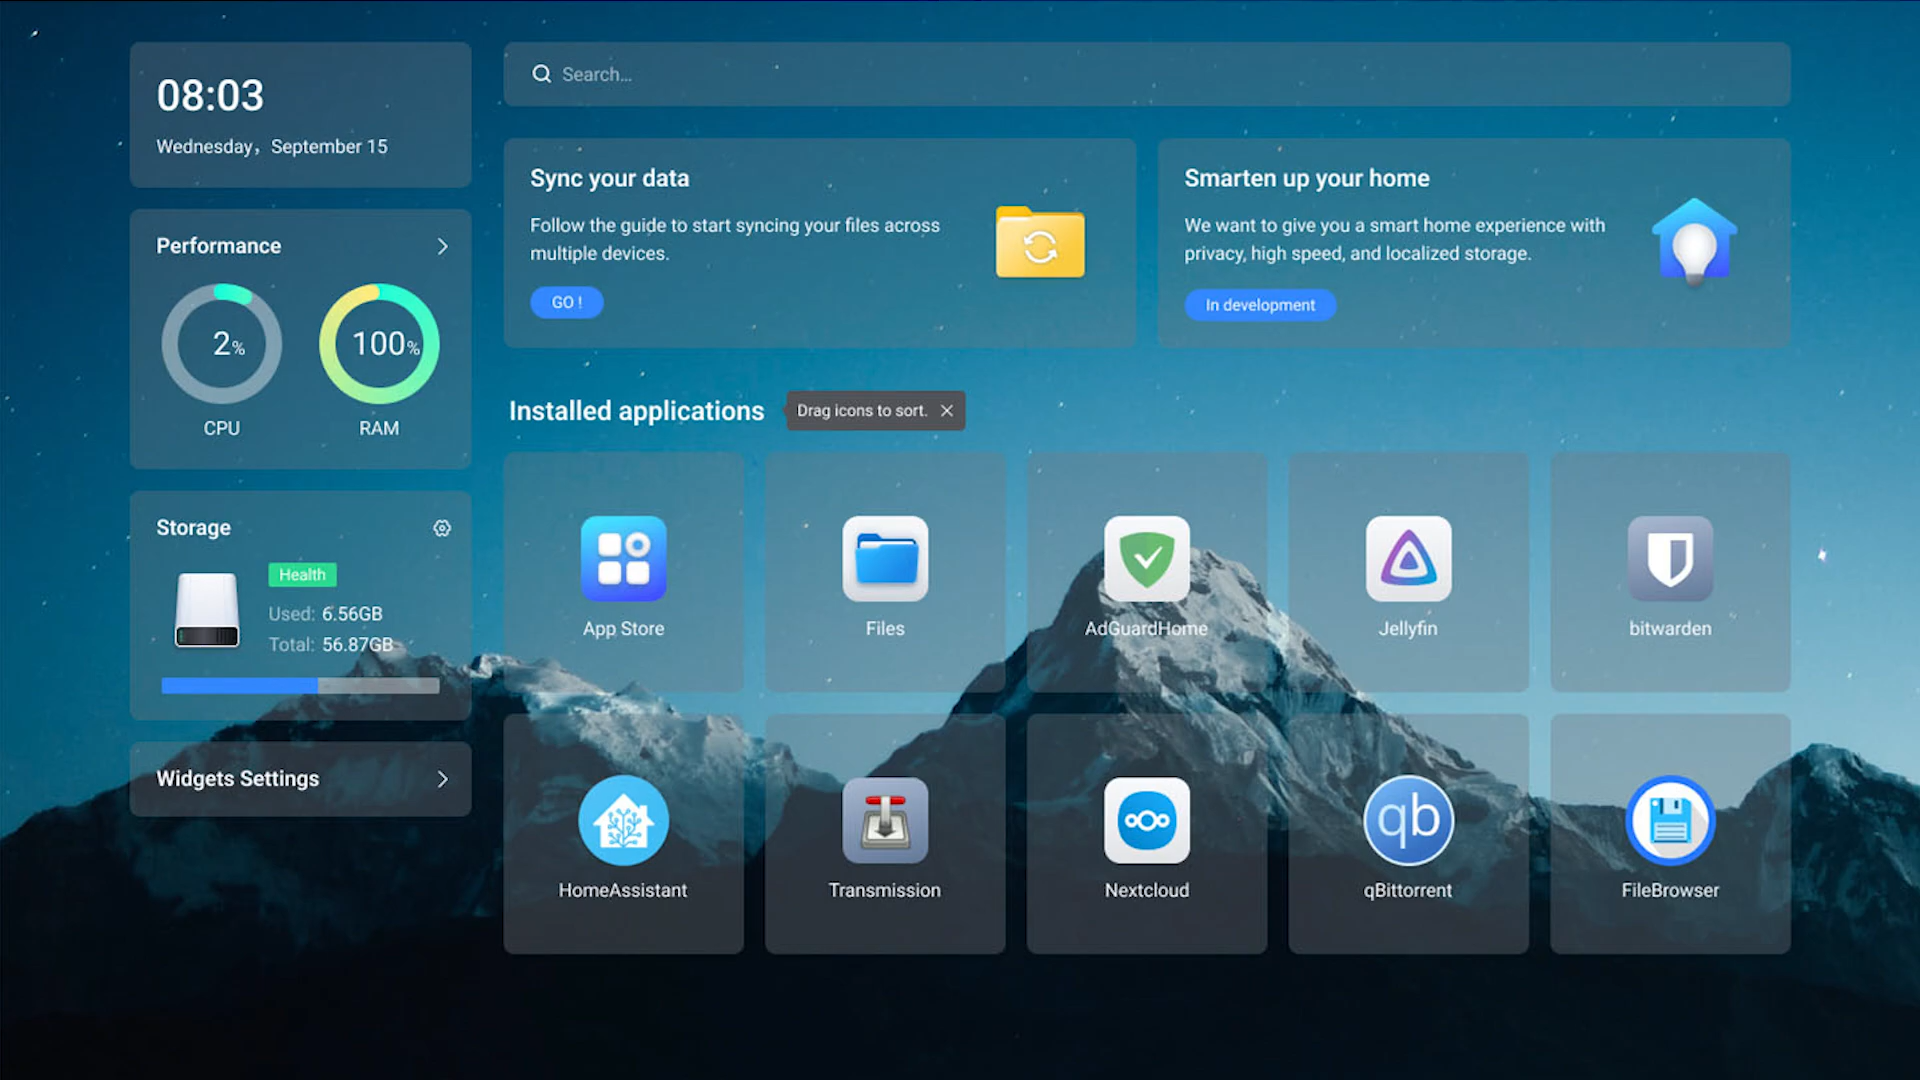 08:03
Wednesday, September 15
Performance
2%
100%
CPU
RAM
Storage
Health
Used: 6.56GB
Total: 56.87GB
Widgets Settings
Search...
Sync your data
Follow the guide to start syncing your files across
multiple devices.
GO !
Smarten up your home
We want to give you a smart home experience with
privacy, high speed, and localized storage.
In development
Installed applications
Drag icons to sort.
App Store
Files
AdGuardHome
Jellyfin
bitwarden
HomeAssistant
Transmission
Nextcloud
qb
qBittorrent
FileBrowser